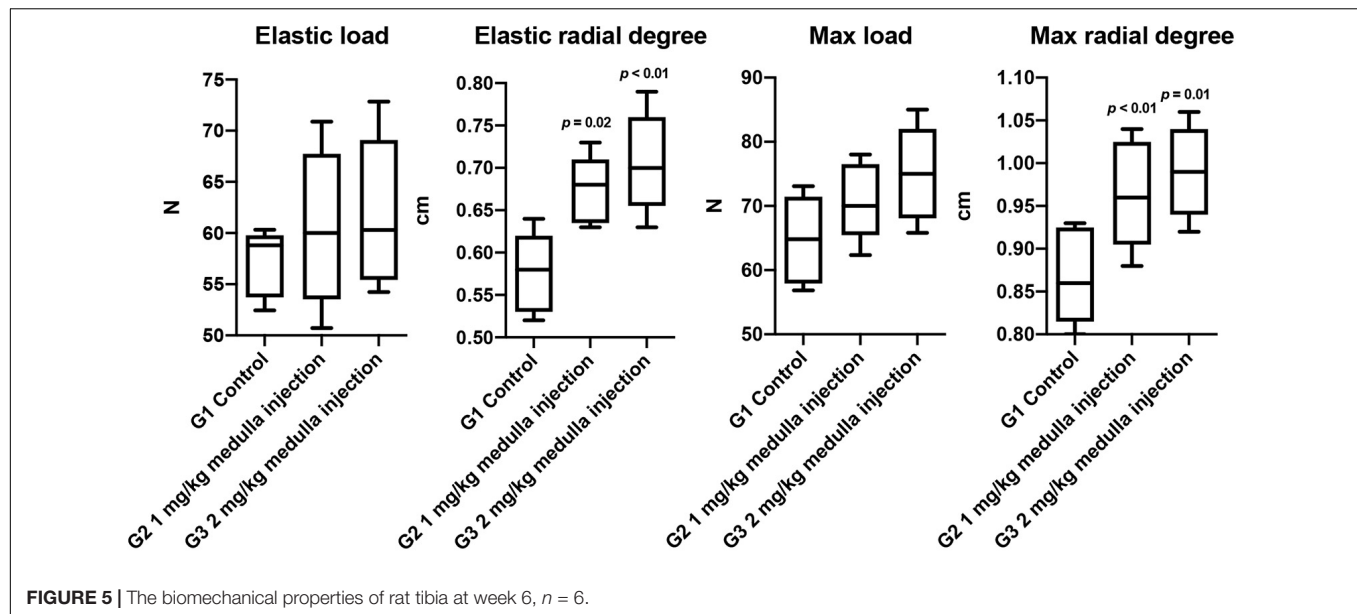 Elastic load
N
75
70
65
60
55
50
G1 Control
G2 1 mg/kg medulla injection
G3 2 mg/kg medulla injection
Elastic radial degree
cm
0.80
0.75
0.70
0.65
0.60
0.55
0.50
p = 0.02
p < 0.01
G1 Control
G2 1 mg/kg medulla injection
G3 2 mg/kg medulla injection
Max load
N
90
80
70
60
50
G1 Control
G2 1 mg/kg medulla injection
G3 2 mg/kg medulla injection
Max radial degree
cm
1.10
1.05
1.00
0.95
0.90
0.85
0.80
p < 0.01
p = 0.01
G1 Control
G2 1 mg/kg medulla injection
G3 2 mg/kg medulla injection
FIGURE 5 | The biomechanical properties of rat tibia at week 6, n = 6.